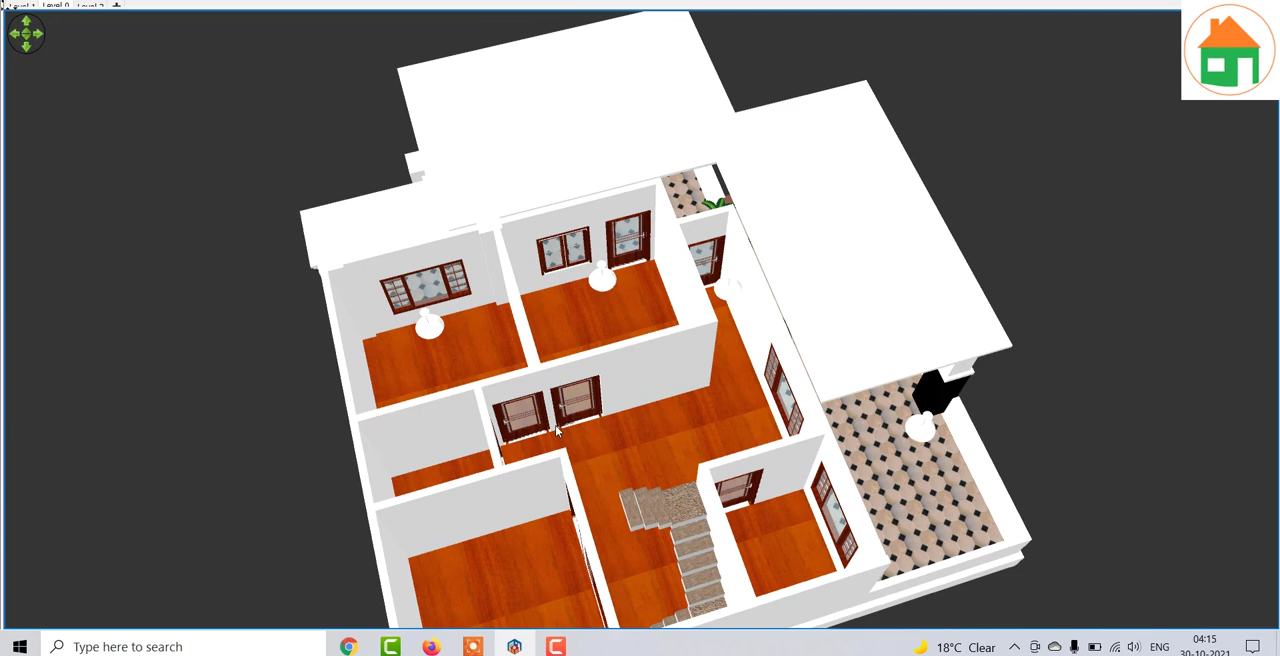 Level 1 Level 0 Level 2
Type here to search
18°C Clear
ENG
04:15
30-10-2021